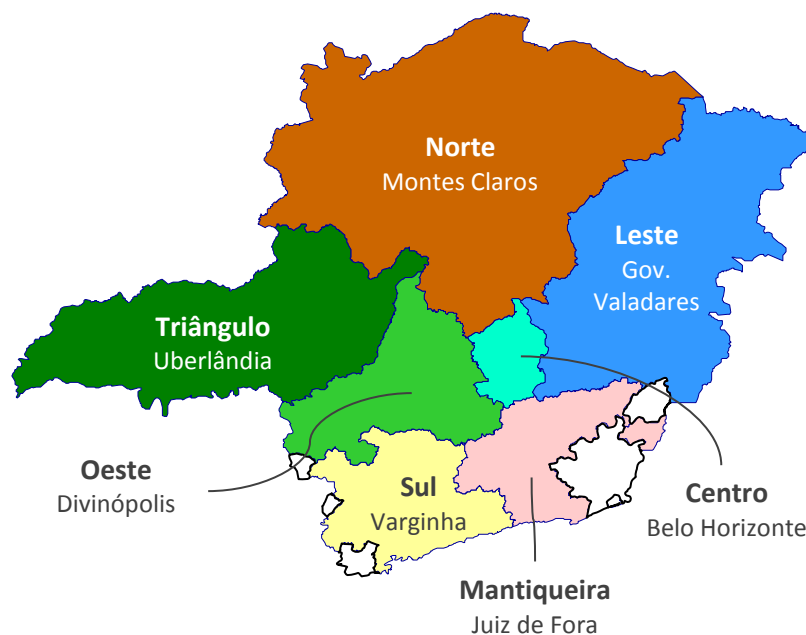 Norte
Montes Claros
Leste
Gov.
Valadares
Triângulo
Uberlândia
Oeste
Divinópolis
Sul
Varginha
Centro
Belo Horizonte
Mantiqueira
Juiz de Fora